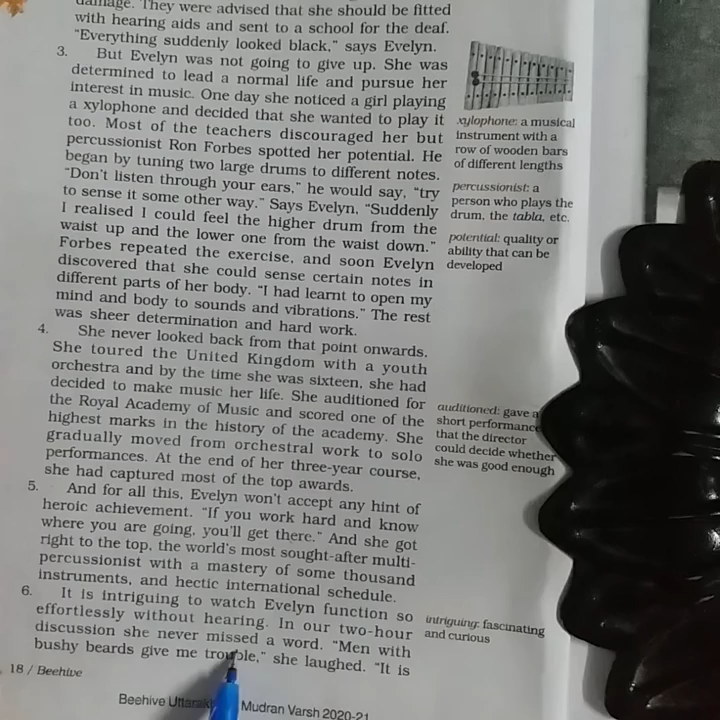 damage. They were advised that she should be fitted
with hearing aids and sent to a school for the deaf.
"Everything suddenly looked black," says Evelyn.
3. But Evelyn was not going to give up. She was
determined to lead a normal life and pursue her
interest in music. One day she noticed a girl playing
a xylophone and decided that she wanted to play it
too. Most of the teachers discouraged her but
percussionist Ron Forbes spotted her potential. He
began by tuning two large drums to different notes.
"Don't listen through your ears," he would say, "try
to sense it some other way." Says Evelyn, "Suddenly
I realised I could feel the higher drum from the
waist up and the lower one from the waist down."
Forbes repeated the exercise, and soon Evelyn
discovered that she could sense certain notes in
different parts of her body. "I had learnt to open my
mind and body to sounds and vibrations." The rest
was sheer determination and hard work.
4. She never looked back from that point onwards.
She toured the United Kingdom with a youth
orchestra and by the time she was sixteen, she had
decided to make music her life. She auditioned for
the Royal Academy of Music and scored one of the
highest marks in the history of the academy. She
gradually moved from orchestral work to solo
performances. At the end of her three-year course,
she had captured most of the top awards.
5. And for all this, Evelyn won't accept any hint of
heroic achievement. "If you work hard and know
where you are going, you'll get there." And she got
right to the top, the world's most sought-after multi-
percussionist with a mastery of some thousand
instruments, and hectic international schedule.
6. It is intriguing to watch Evelyn function so
effortlessly without hearing. In our two-hour
discussion she never missed a word. "Men with
bushy beards give me trouble," she laughed. "It is
xylophone: a musical
instrument with a
row of wooden bars
of different lengths
percussionist: a
person who plays the
drum, the tabla, etc.
potential: quality or
ability that can be
developed
auditioned: gave a
short performance
that the director
could decide whether
she was good enough
intriguing: fascinating
and curious
18 / Beehive
Beehive Mudran Varsh 2020-21